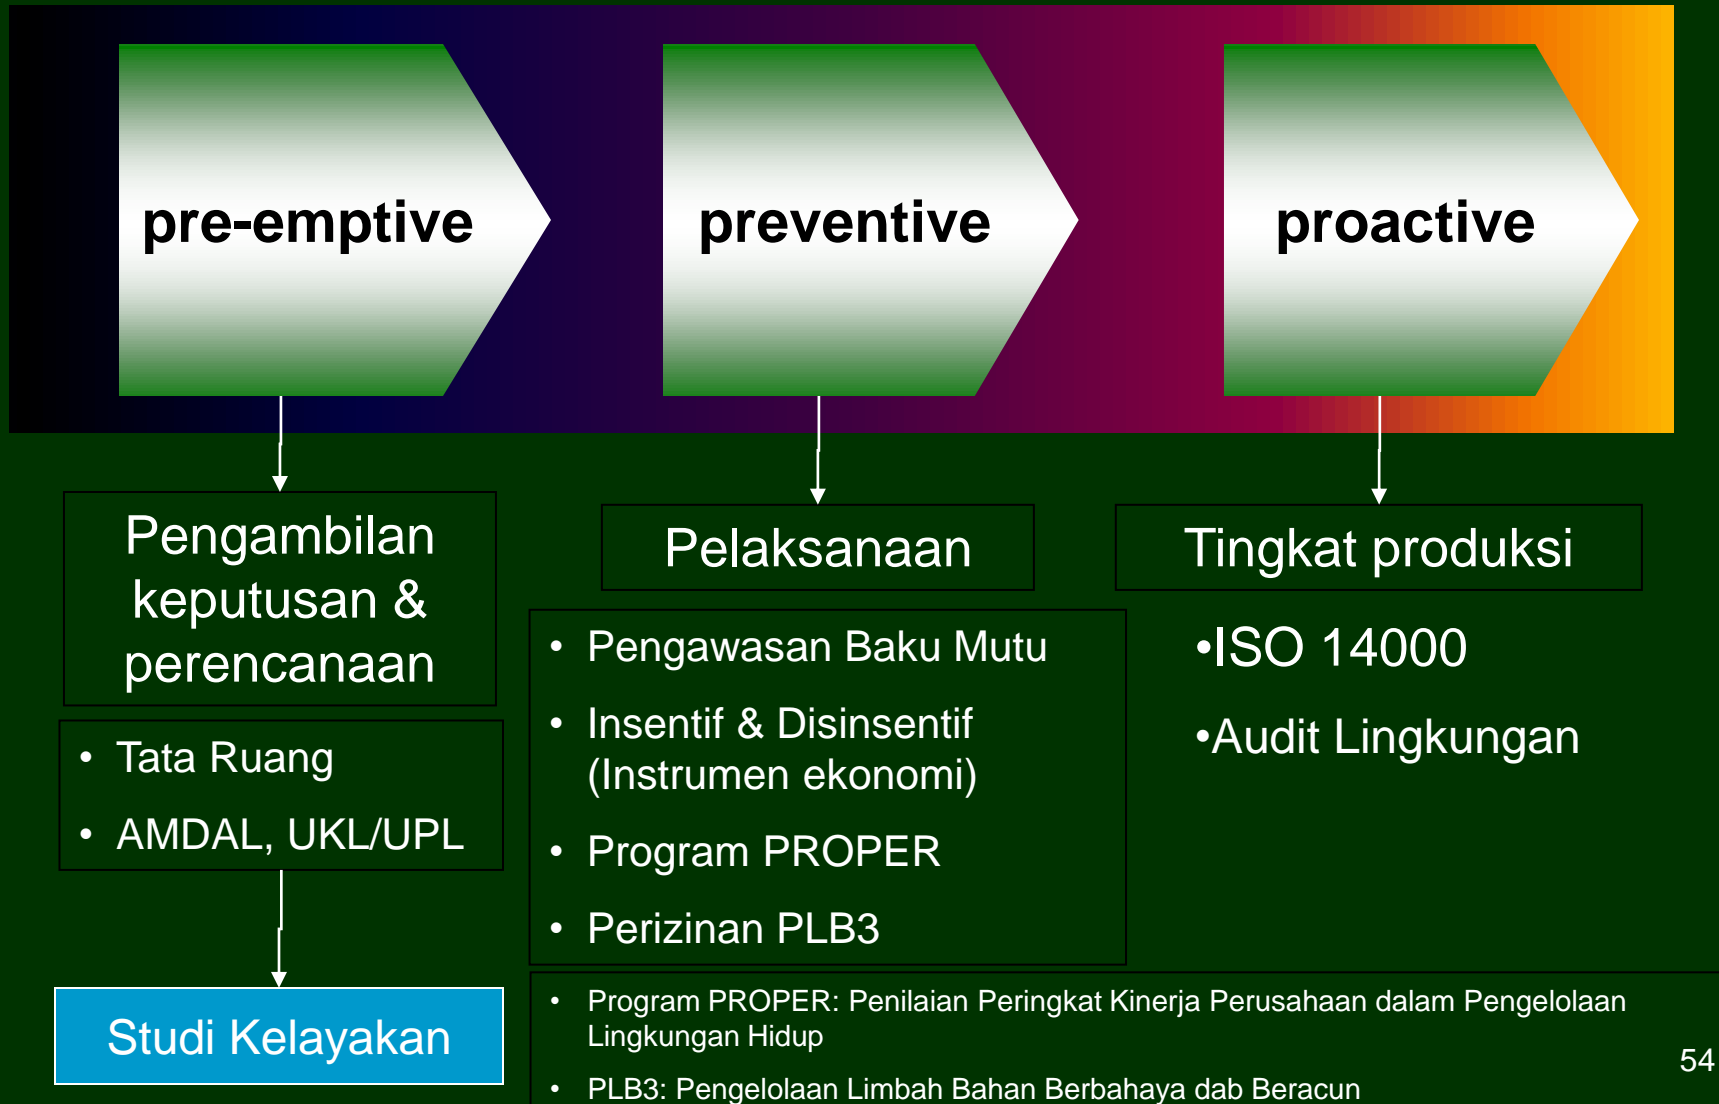 pre-emptive
preventive
proactive
Pengambilan
keputusan &
perencanaan
• Tata Ruang
• AMDAL, UKL/UPL
Studi Kelayakan
Pelaksanaan
• Pengawasan Baku Mutu
• Insentif & Disinsentif
(Instrumen ekonomi)
• Program PROPER
• Perizinan PLB3
Tingkat produksi
•ISO 14000
•Audit Lingkungan
• Program PROPER: Penilaian Peringkat Kinerja Perusahaan dalam Pengelolaan
Lingkungan Hidup
• PLB3: Pengelolaan Limbah Bahan Berbahaya dab Beracun
54